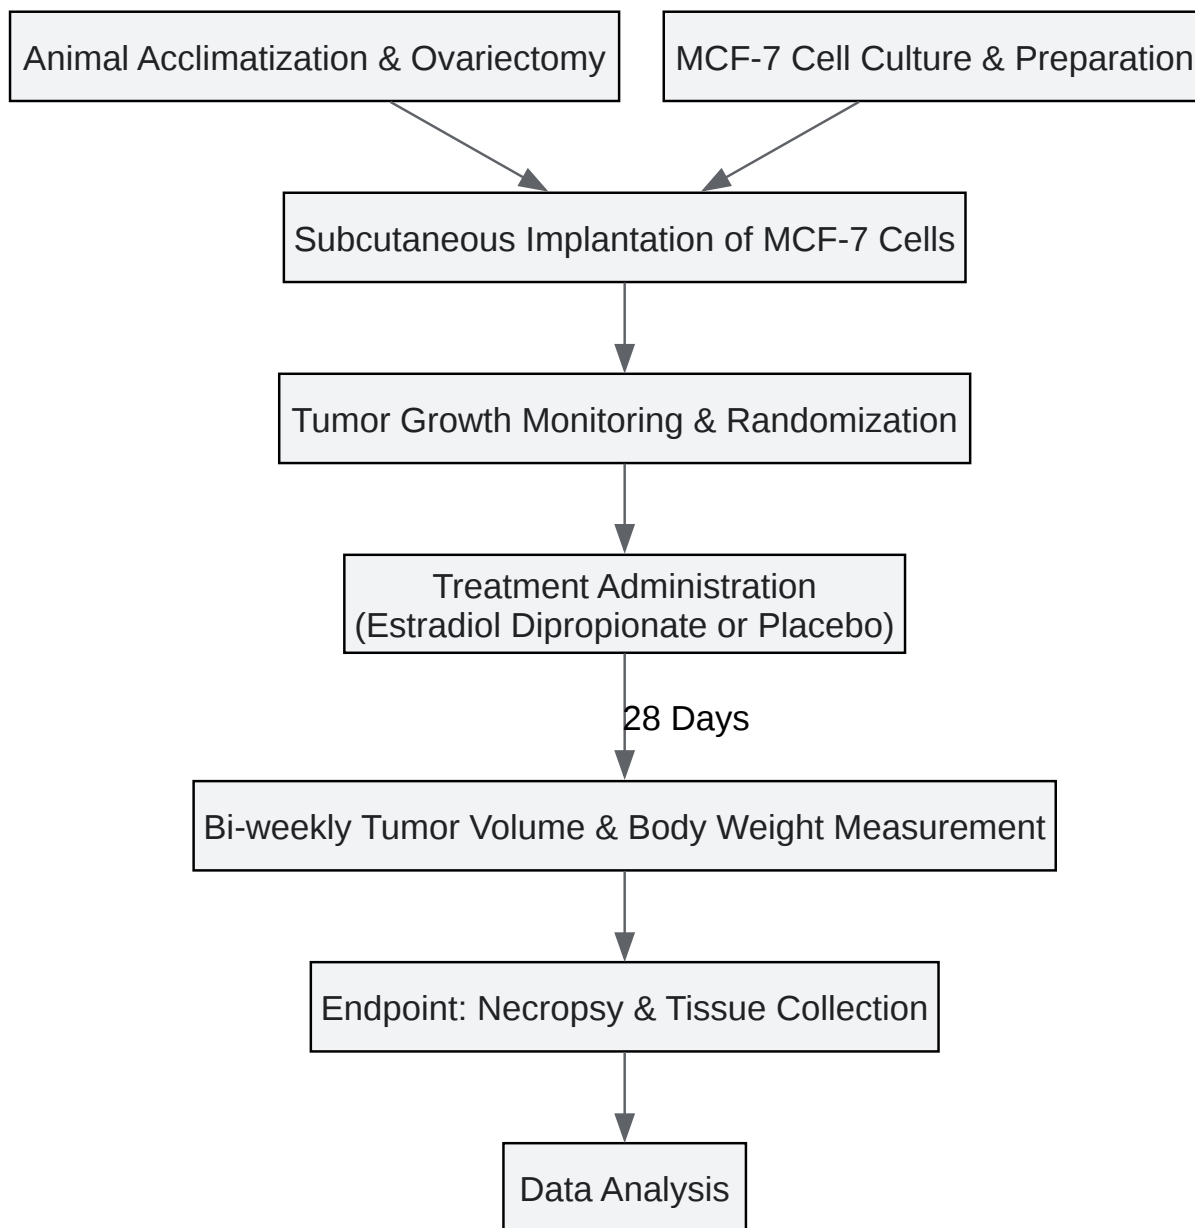 Animal Acclimatization & Ovariectomy
MCF-7 Cell Culture & Preparation
Subcutaneous Implantation of MCF-7 Cells
Tumor Growth Monitoring & Randomization
Treatment Administration
(Estradiol Dipropionate or Placebo)
28 Days
Bi-weekly Tumor Volume & Body Weight Measurement
Endpoint: Necropsy & Tissue Collection
Data Analysis